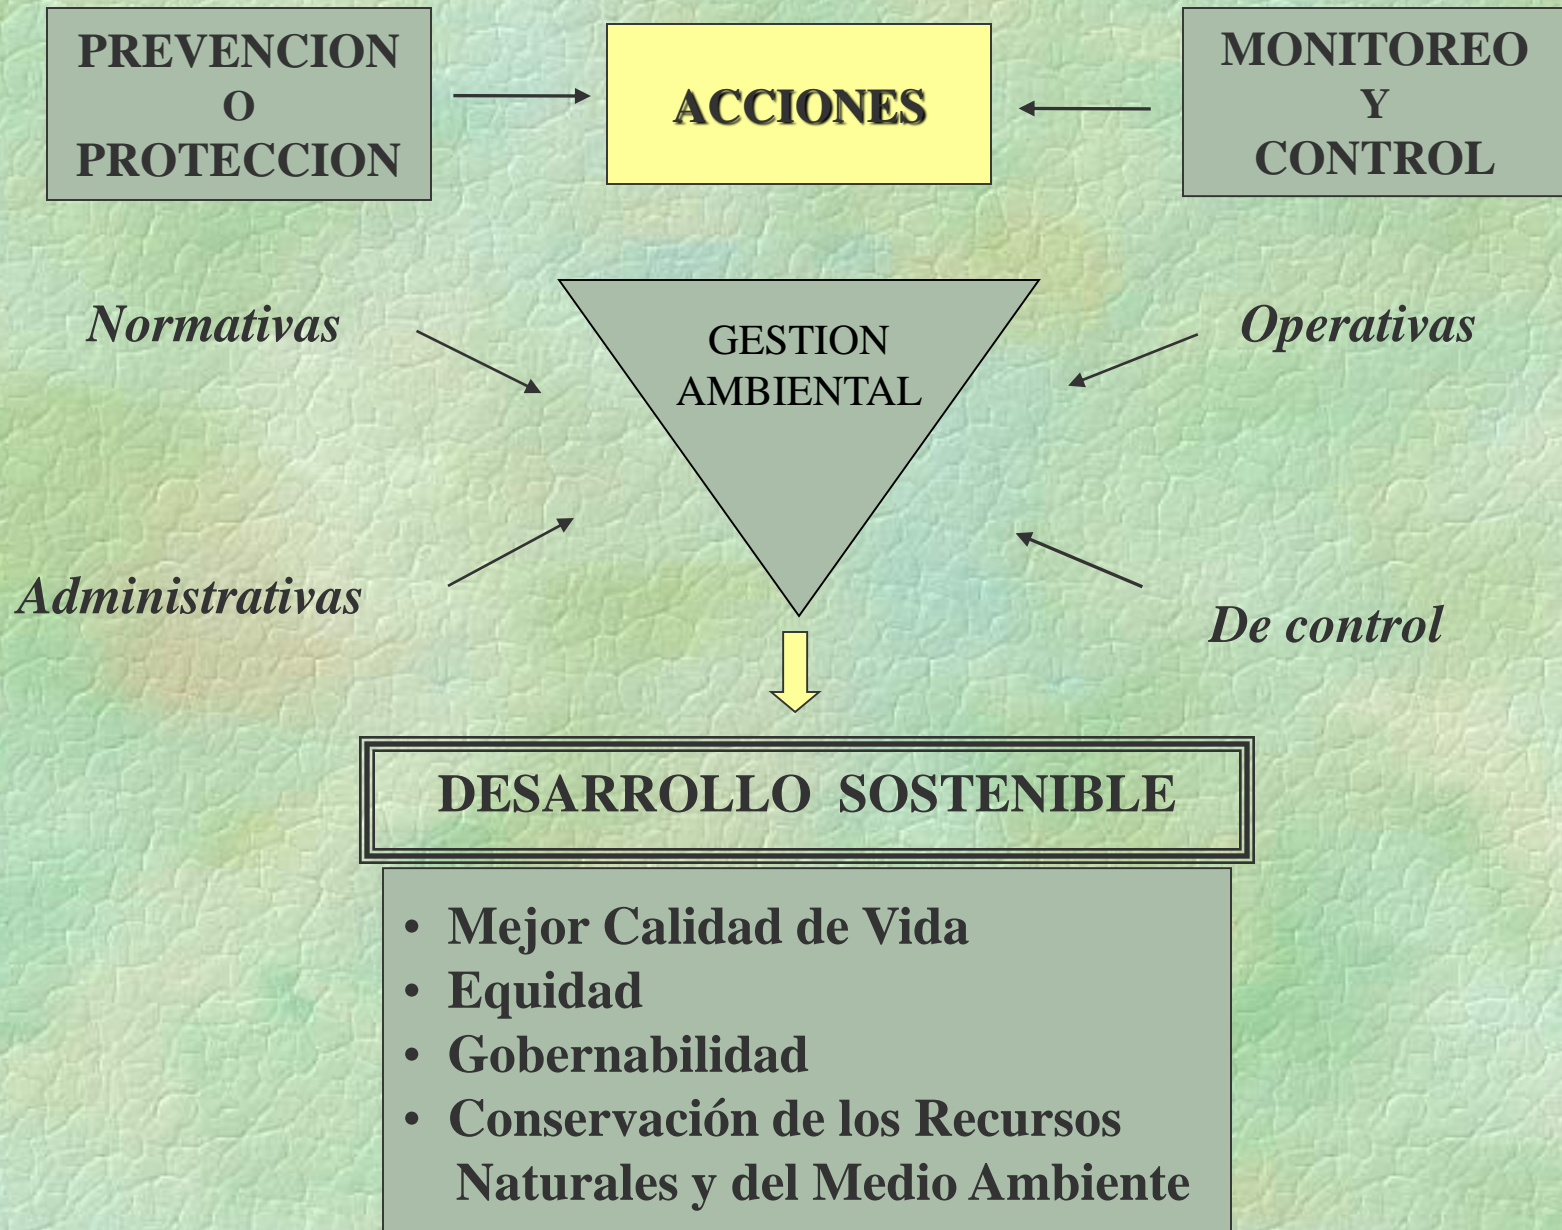 PREVENCION
O
PROTECCION
ACCIONES
MONITOREO
Y
CONTROL
Normativas
GESTION
AMBIENTAL
Operativas
Administrativas
De control
DESARROLLO SOSTENIBLE
• Mejor Calidad de Vida
• Equidad
• Gobernabilidad
• Conservación de los Recursos
Naturales y del Medio Ambiente